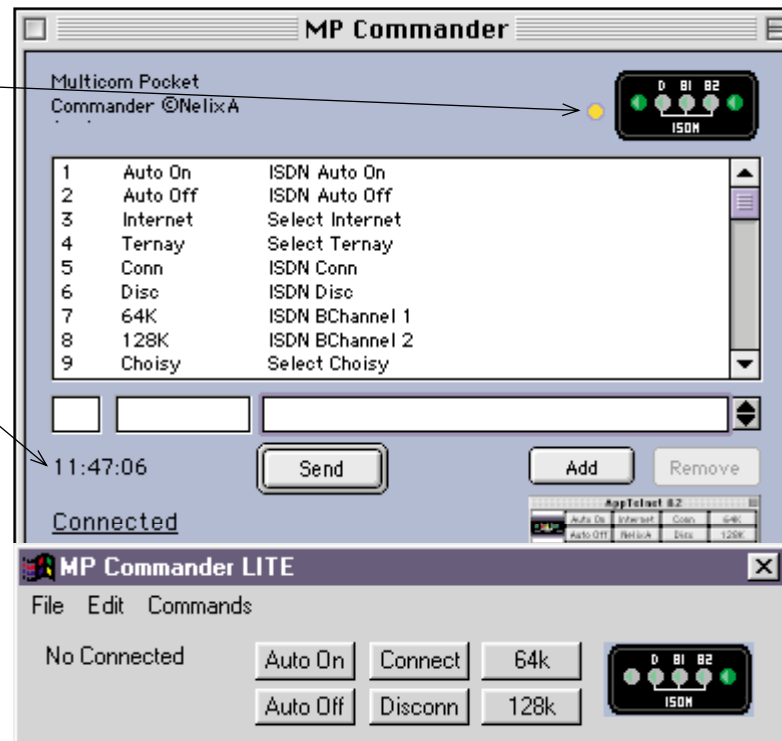 MP Commander
Multicom Pocket
Commander ©NelixA
D B1 B2
ISDN
1 Auto On ISDN Auto On
2 Auto Off ISDN Auto Off
3 Internet Select Internet
4 Ternay Select Ternay
5 Conn ISDN Conn
6 Disc ISDN Disc
7 64K ISDN BChannel 1
8 128K ISDN BChannel 2
9 Choisy Select Choisy
11:47:06
Send
Add
Remove
Connected
AppTelnet 8.2
Auto On Internet Conn 64K
Auto Off NelixA Disc 128K
MP Commander LITE
File Edit Commands
No Connected
Auto On Connect 64k
Auto Off Disconn 128k
D B1 B2
ISDN